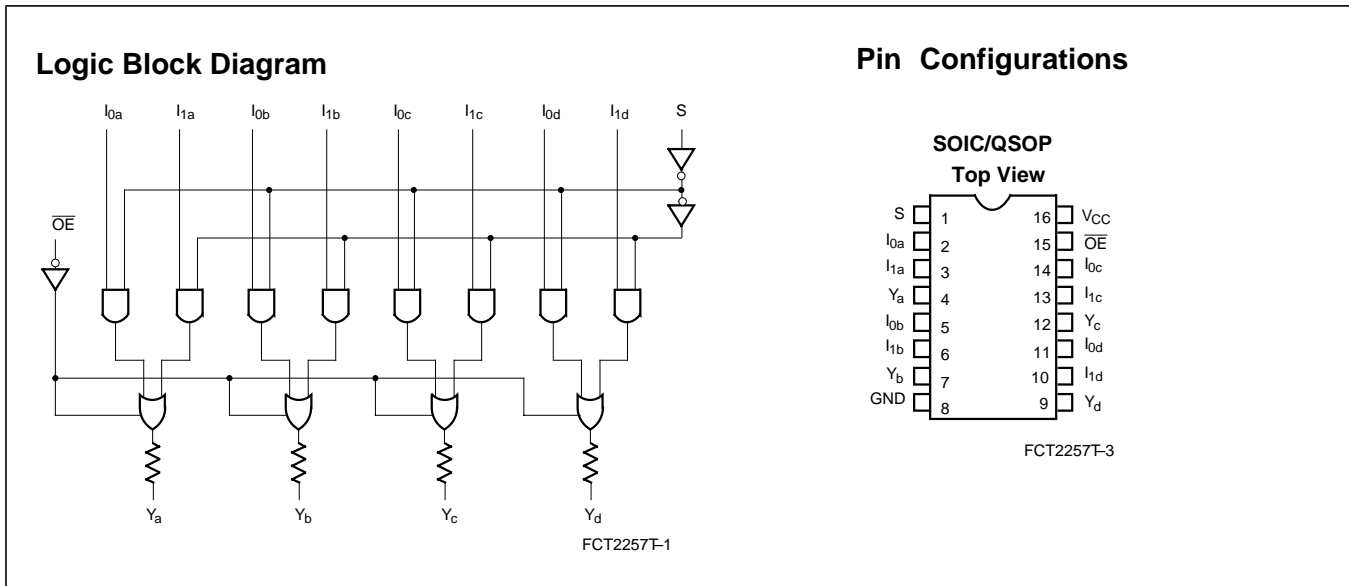 Logic Block Diagram
I0a I1a I0b I1b I0c I1c I0d I1d S
OE
Ya Yb Yc Yd
FCT2257T–1
Pin Configurations
SOIC/QSOP
Top View
S 1 16 VCC
I0a 2 15 OE
I1a 3 14 I0c
Ya 4 13 I1c
I0b 5 12 Yc
I1b 6 11 I0d
Yb 7 10 I1d
GND 8 9 Yd
FCT2257T–3